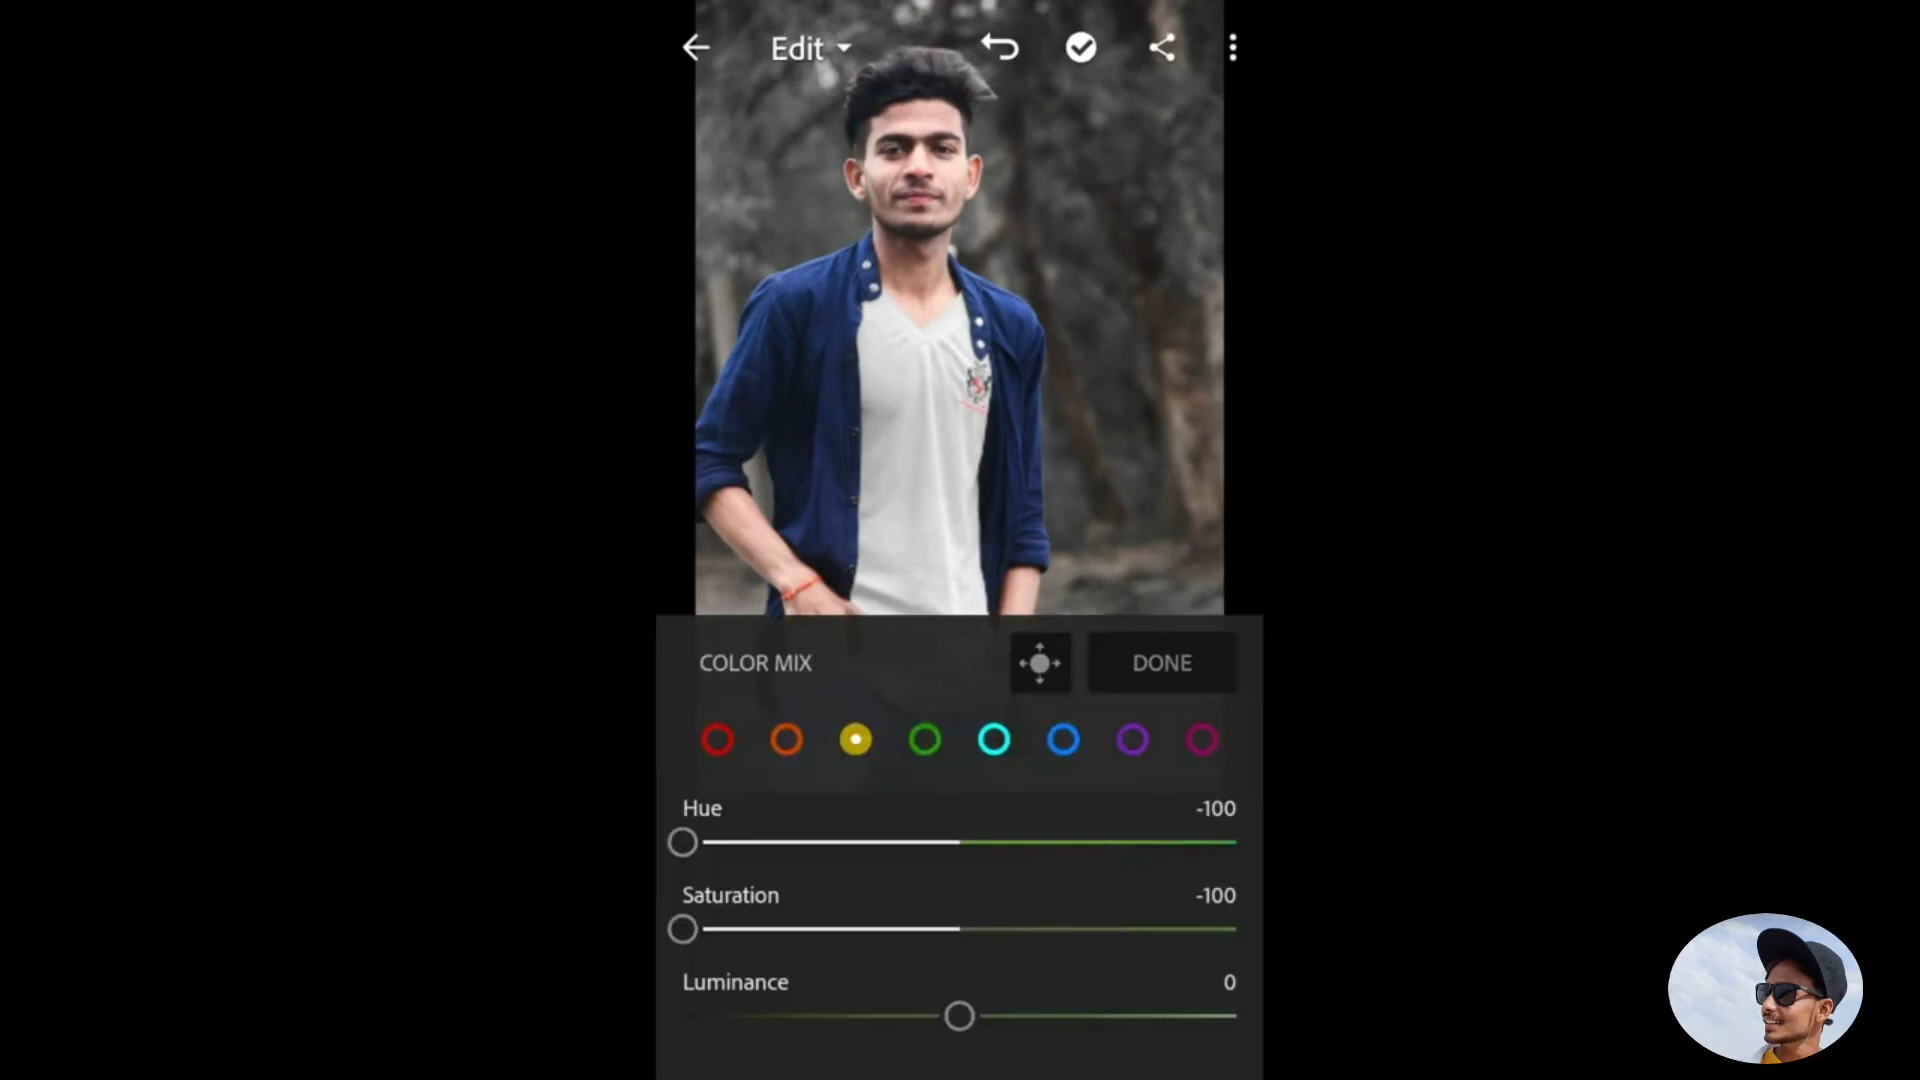 Edit
COLOR MIX
DONE
Hue -100
Saturation -100
Luminance 0